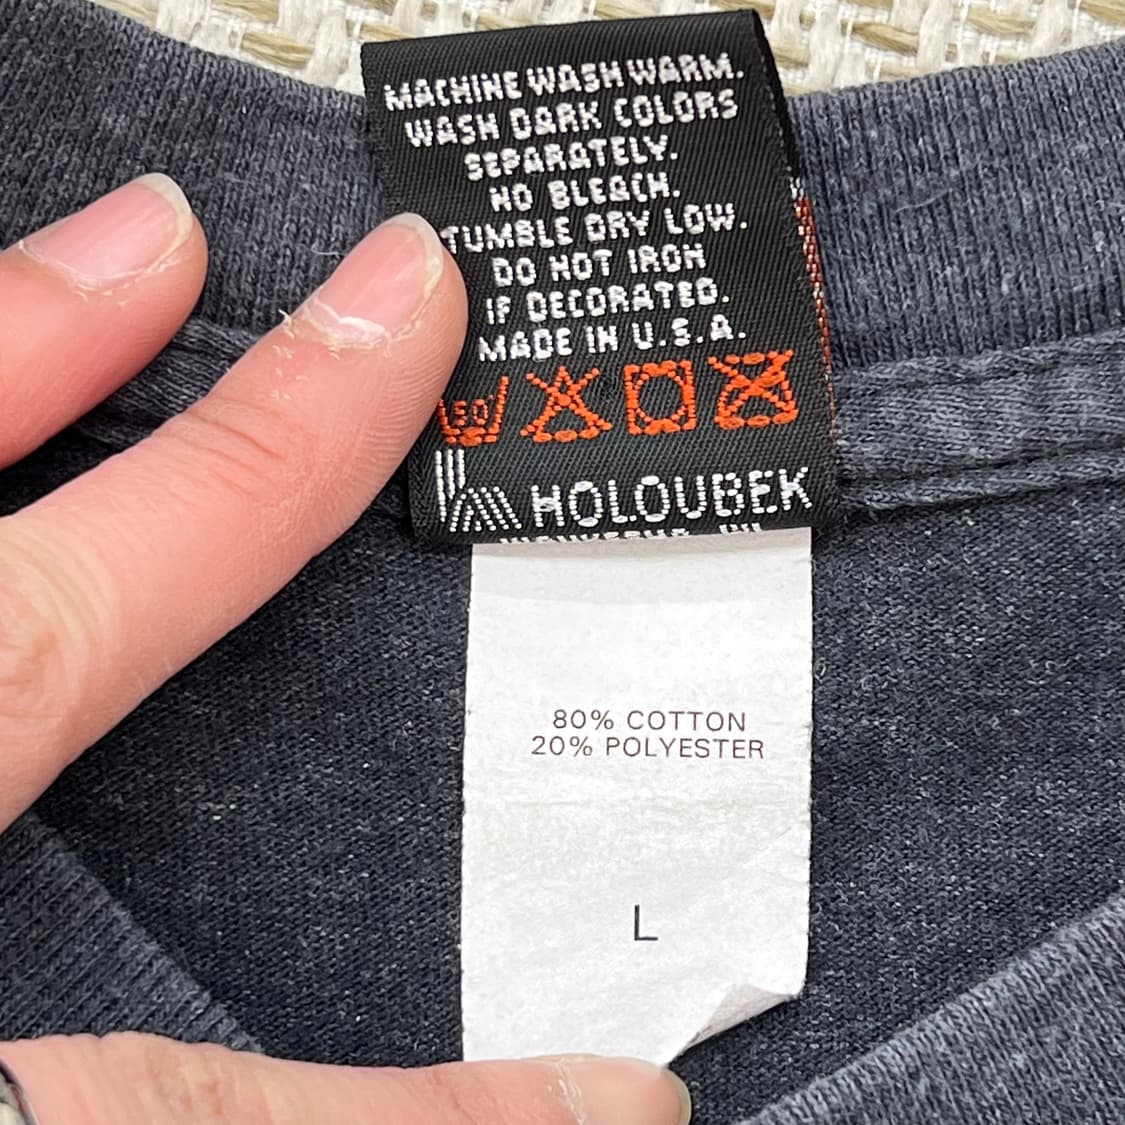 MACHINE WASH WARM.
WASH DARK COLORS
SEPARATELY.
NO BLEACH.
TUMBLE DRY LOW.
DO NOT IRON
IF DECORATED.
MADE IN U.S.A.
50
HOLOUBEK
80% COTTON
20% POLYESTER
L